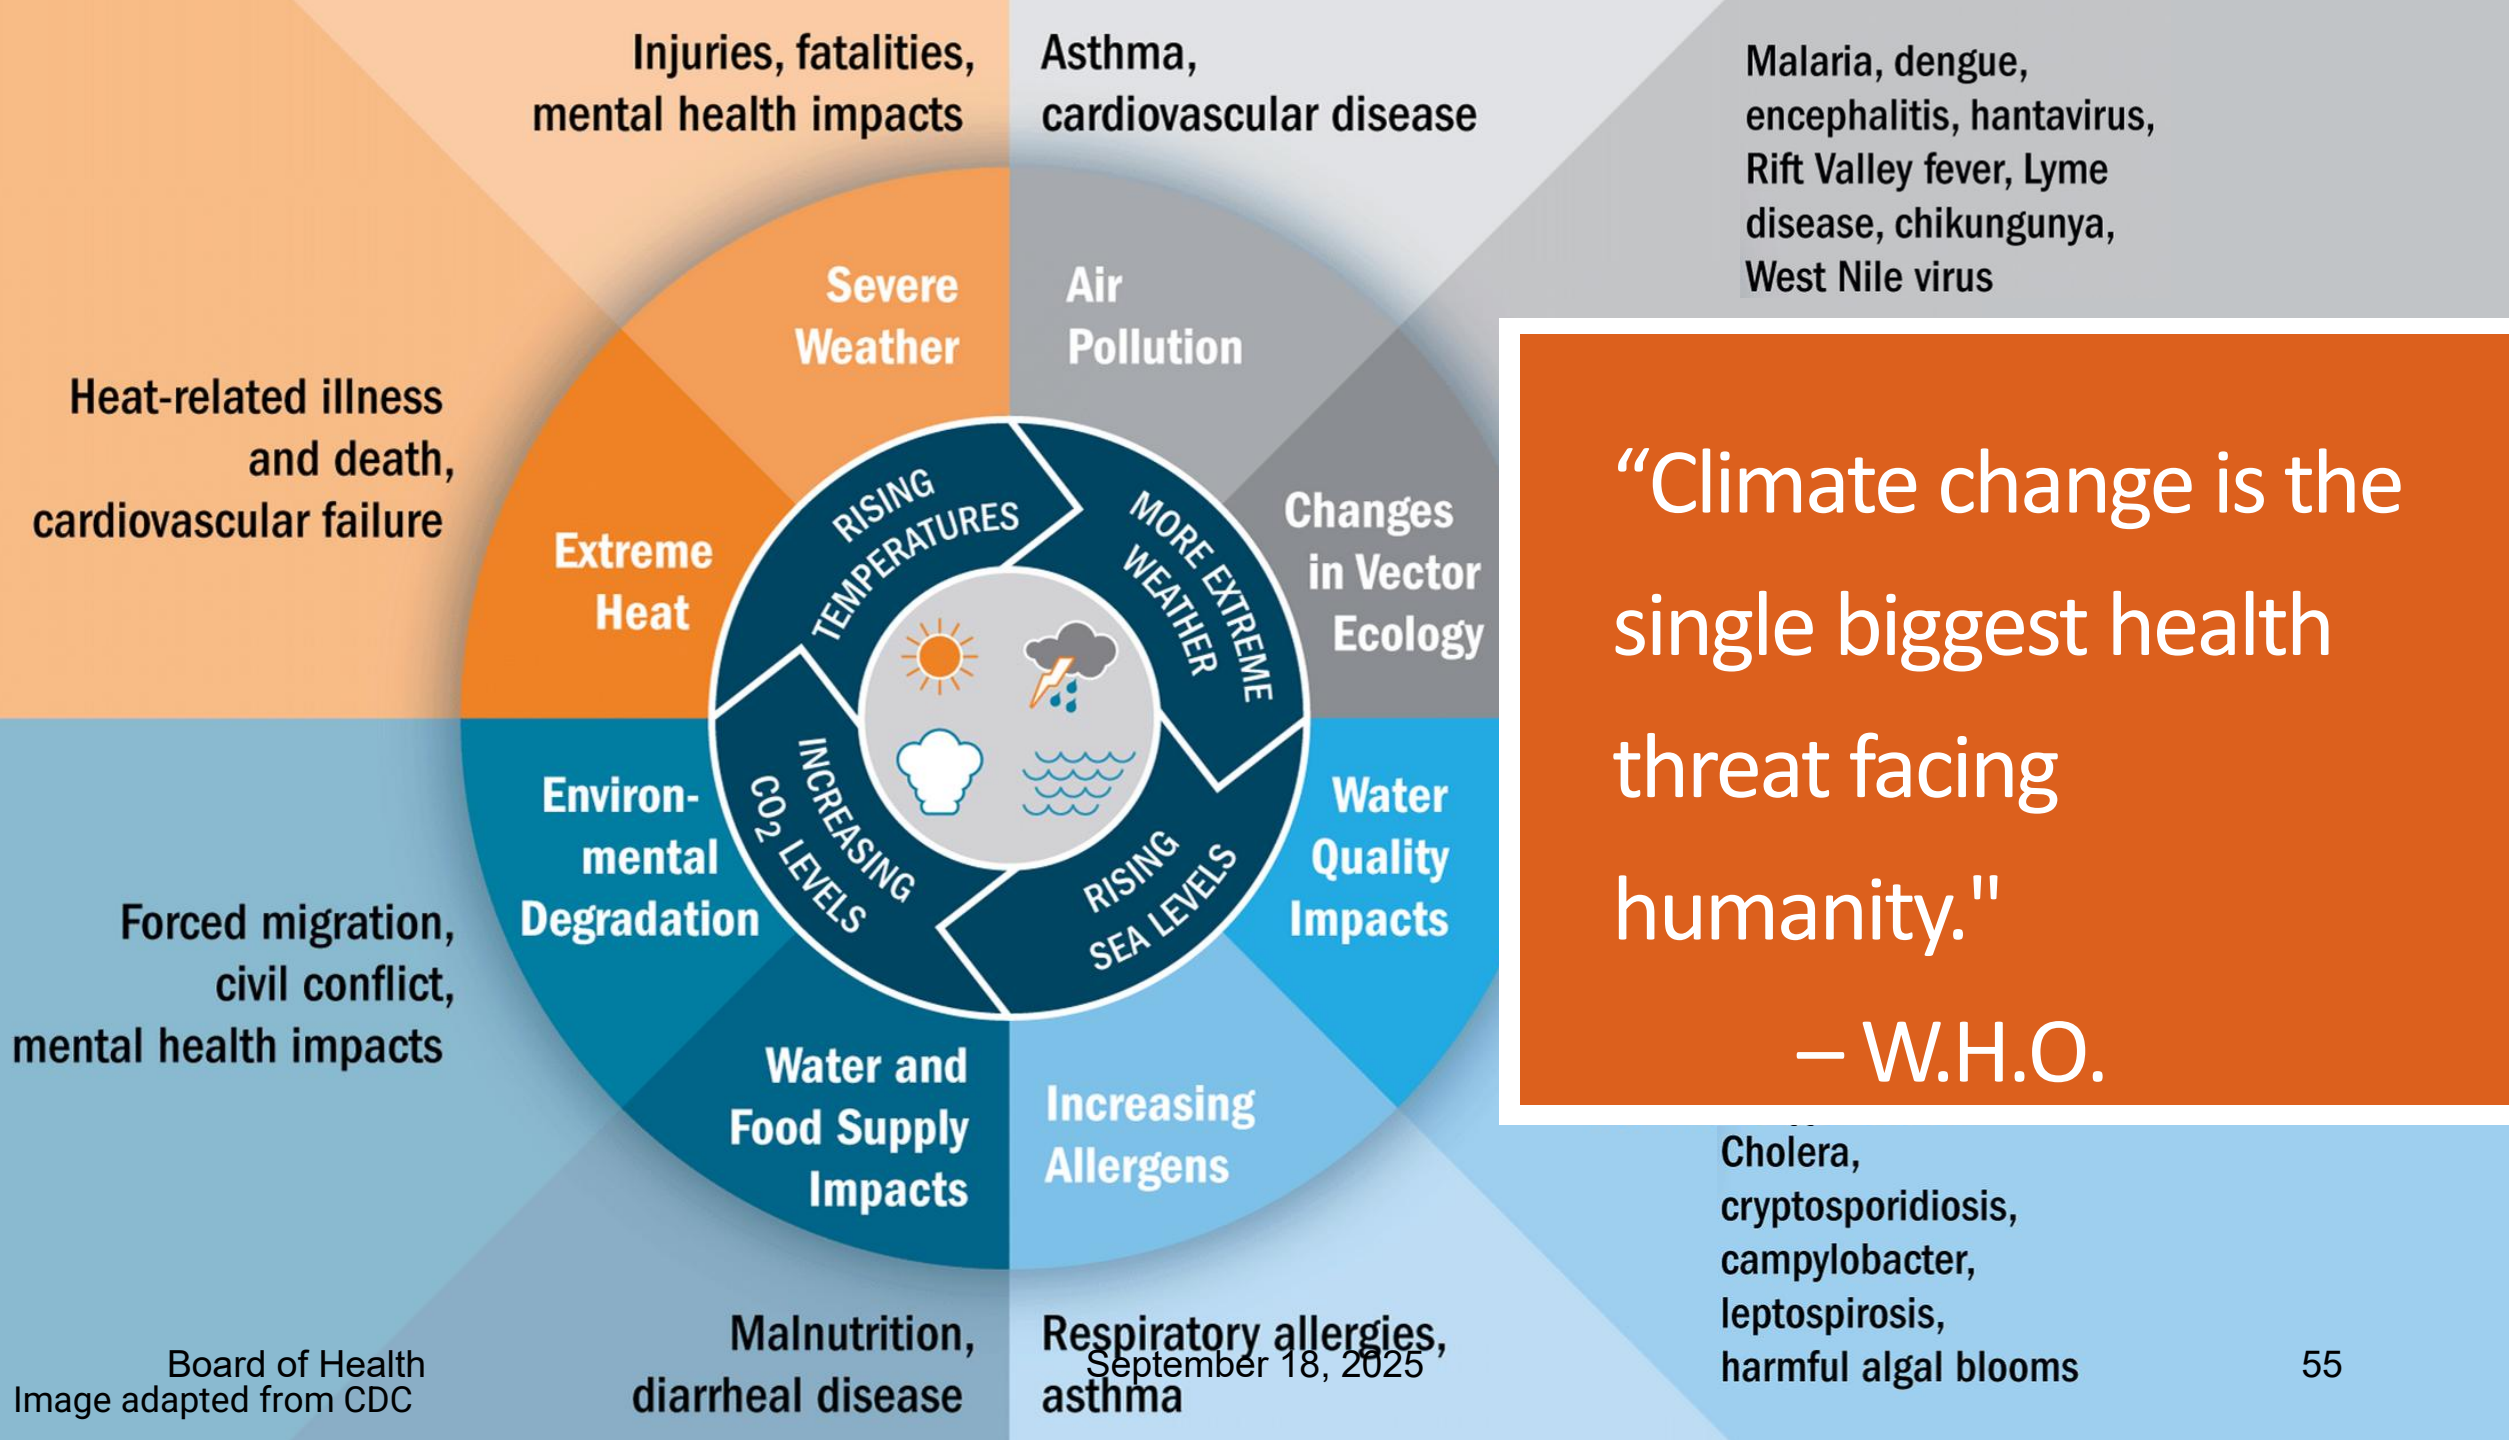 Injuries, fatalities,
mental health impacts
Asthma,
cardiovascular disease
Malaria, dengue,
encephalitis, hantavirus,
Rift Valley fever, Lyme
disease, chikungunya,
West Nile virus
Severe
Weather
Air
Pollution
Heat-related illness
and death,
cardiovascular failure
Extreme
Heat
RISING
TEMPERATURES
MORE EXTREME
WEATHER
Changes
in Vector
Ecology
“Climate change is the
single biggest health
threat facing
humanity."
– W.H.O.
Environ-
mental
Degradation
INCREASING
CO2 LEVELS
RISING
SEA LEVELS
Water
Quality
Impacts
Forced migration,
civil conflict,
mental health impacts
Water and
Food Supply
Impacts
Increasing
Allergens
Cholera,
cryptosporidiosis,
campylobacter,
leptospirosis,
harmful algal blooms
Malnutrition,
diarrheal disease
Respiratory allergies,
asthma
Board of Health
Image adapted from CDC
September 18, 2025
55